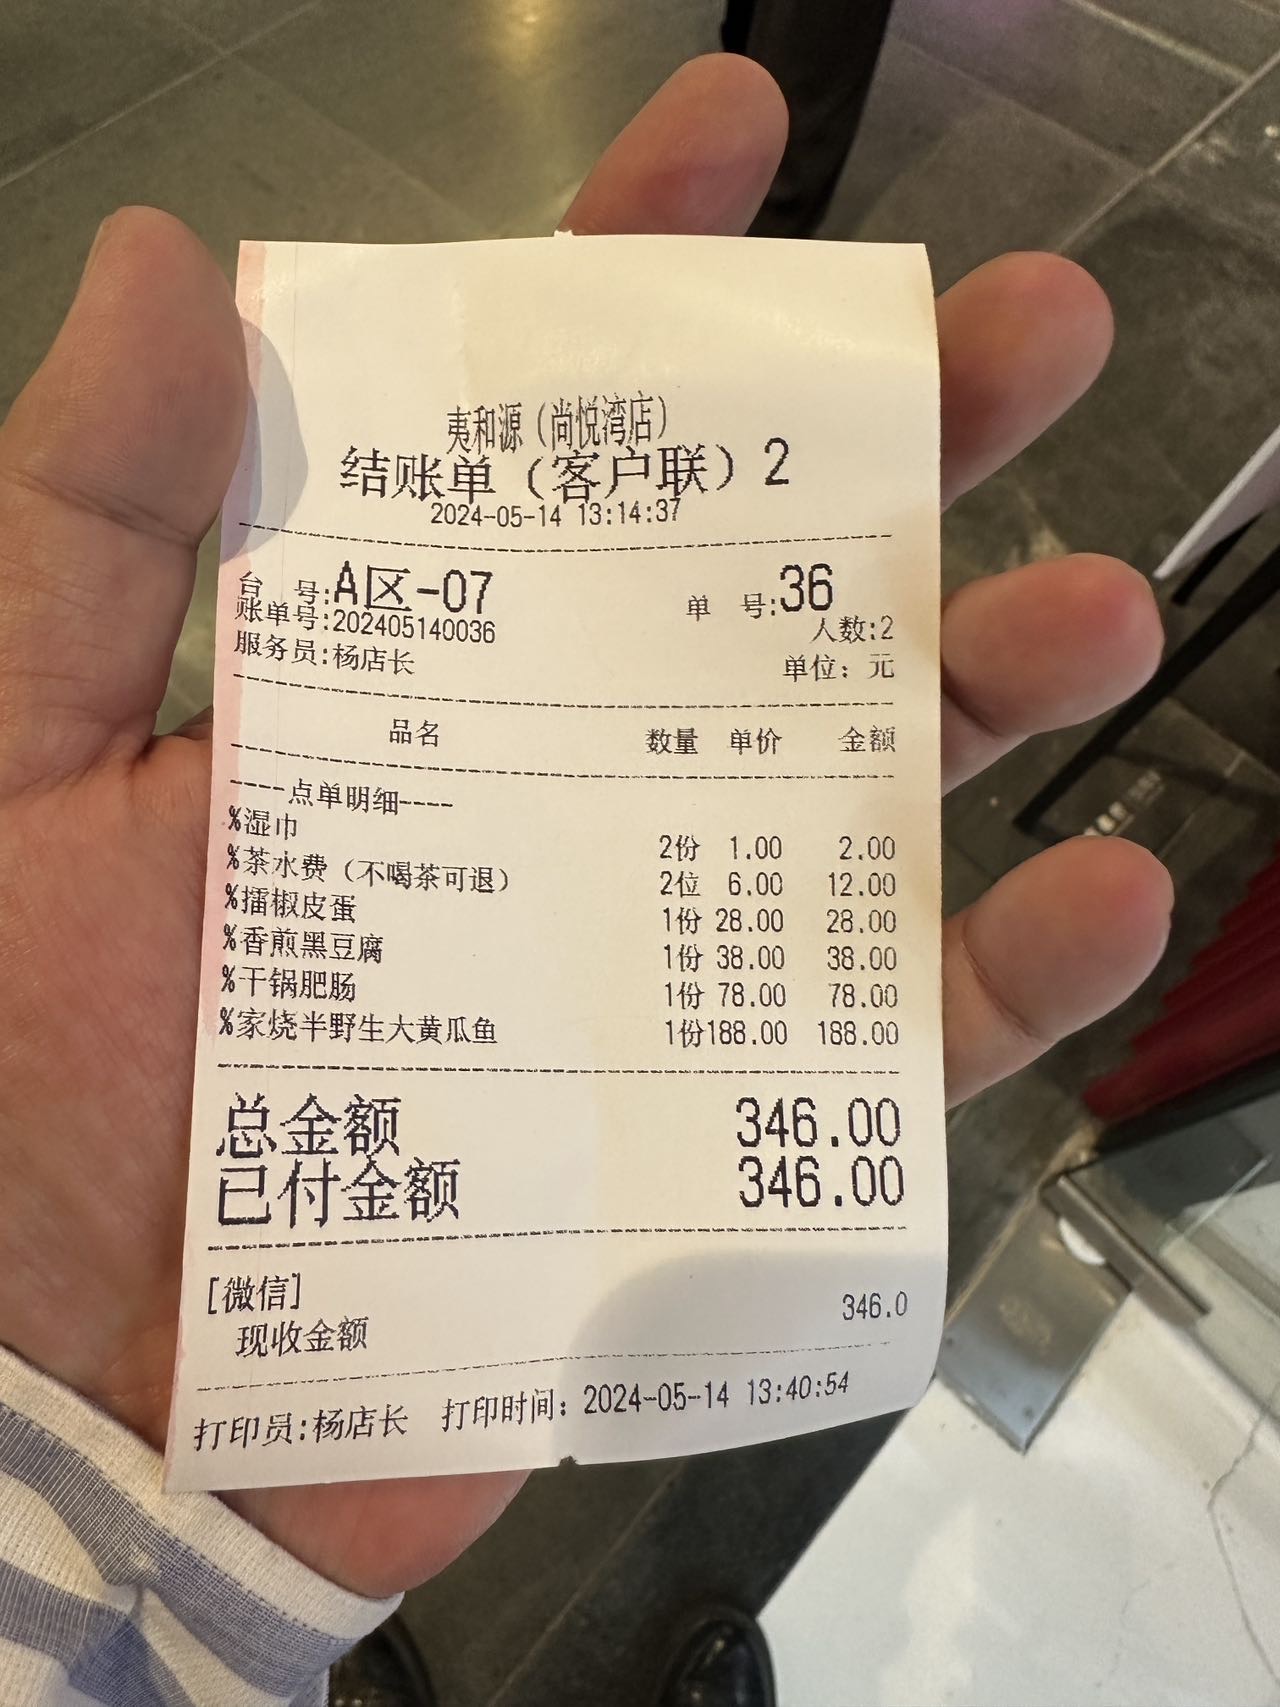 夷和源（尚悦湾店）
结账单（客户联）2
2024-05-14 13:14:37
台 号:A区-07 单 号:36
账单号:202405140036 人数:2
服务员:杨店长 单位：元
品名 数量 单价 金额
----点单明细----
%湿巾 2份 1.00 2.00
%茶水费（不喝茶可退） 2位 6.00 12.00
%擂椒皮蛋 1份 28.00 28.00
%香煎黑豆腐 1份 38.00 38.00
%干锅肥肠 1份 78.00 78.00
%家烧半野生大黄瓜鱼 1份188.00 188.00
总金额 346.00
已付金额 346.00
[微信]
现收金额 346.0
打印员:杨店长 打印时间：2024-05-14 13:40:54